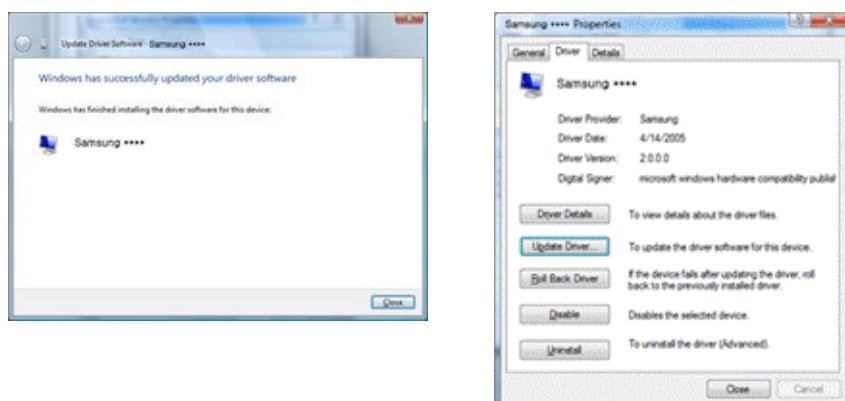 Update Driver Software - Samsung ****
Windows has successfully updated your driver software
Windows has finished installing the driver software for this device:
Samsung ****
Close
Samsung **** Properties
General Driver Details
Samsung ****
Driver Provider: Samsung
Driver Date: 4/14/2005
Driver Version: 2.0.0.0
Digital Signer: microsoft windows hardware compatibility publist
Driver Details To view details about the driver files.
Update Driver... To update the driver software for this device.
Roll Back Driver If the device fails after updating the driver, roll
back to the previously installed driver.
Disable Disables the selected device.
Uninstall To uninstall the driver (Advanced).
Close Cancel